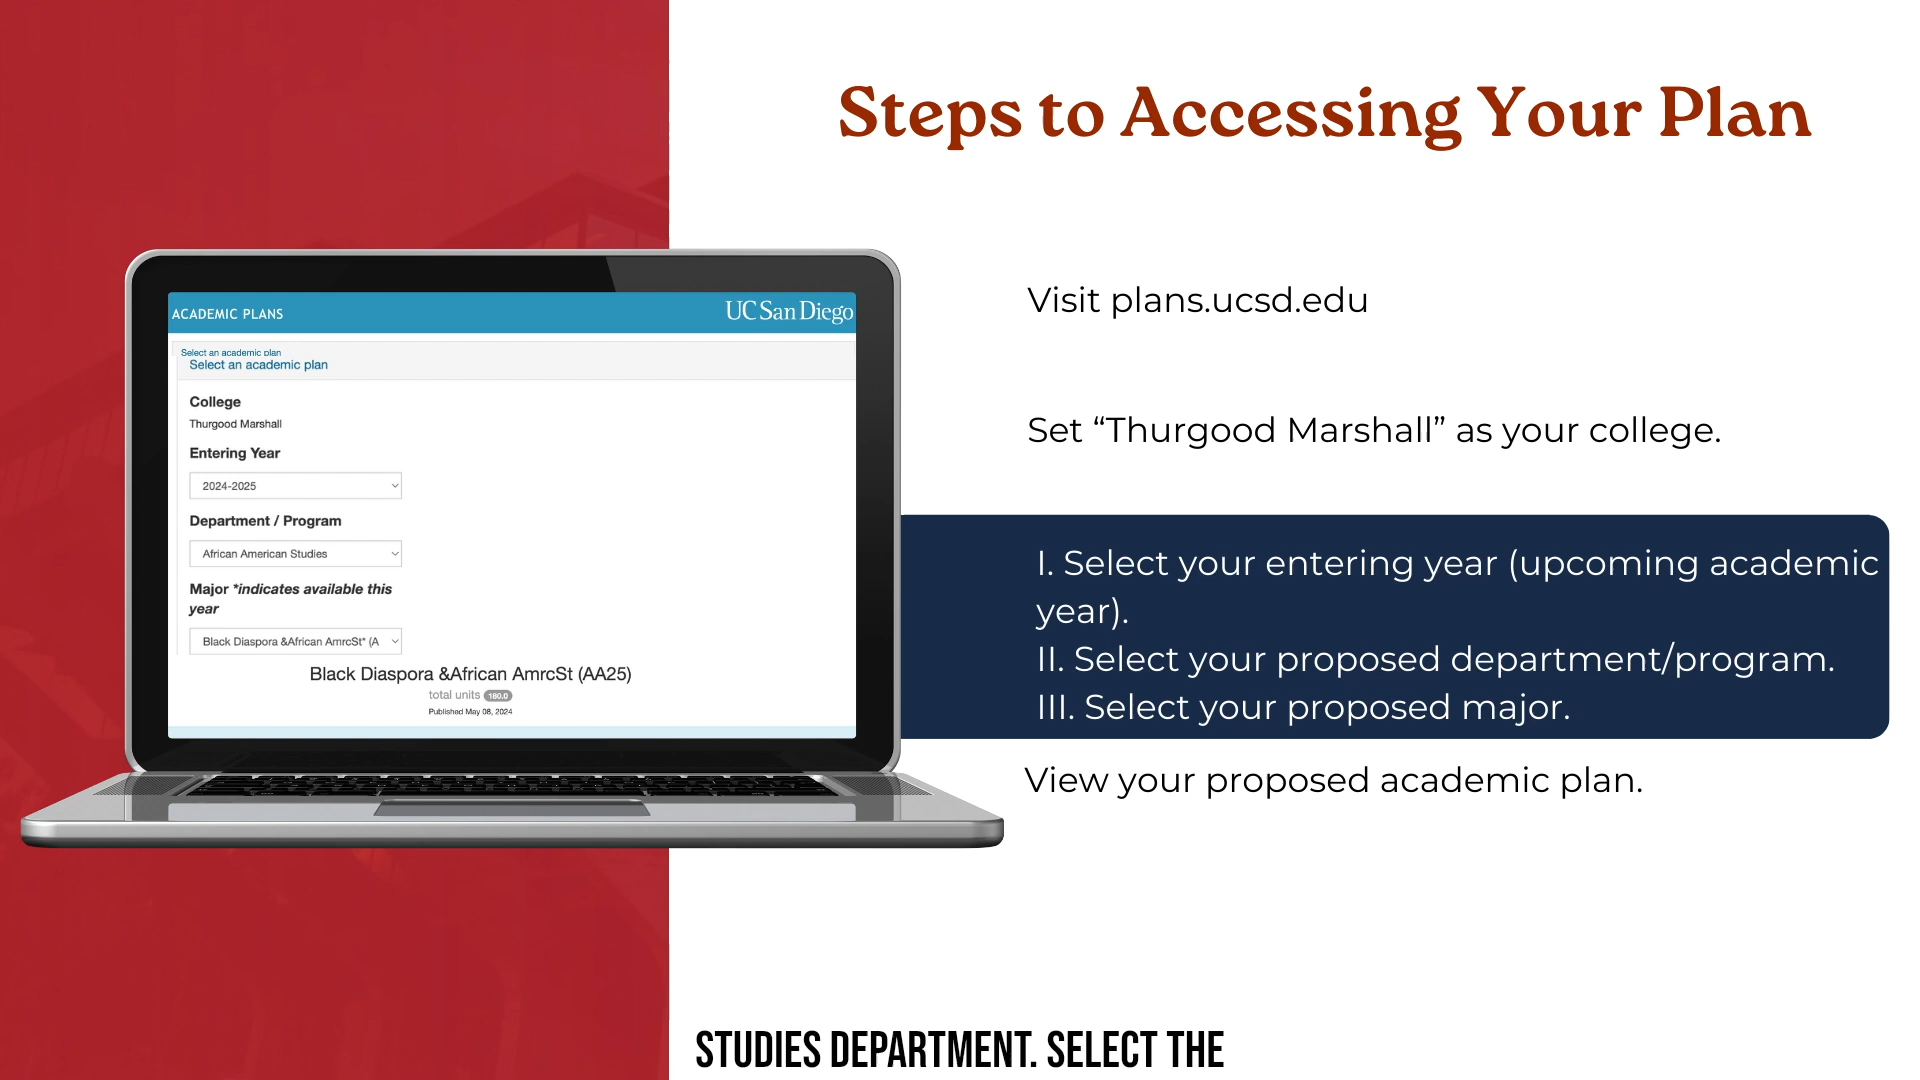 Steps to Accessing Your Plan
ACADEMIC PLANS
UC San Diego
Select an academic plan
Select an academic plan
College
Thurgood Marshall
Entering Year
2024-2025
Department / Program
African American Studies
Major *indicates available this
year
Black Diaspora &African AmrcSt* (A
Black Diaspora &African AmrcSt (AA25)
total units 180.0
Published May 08, 2024
Visit plans.ucsd.edu
Set “Thurgood Marshall” as your college.
I. Select your entering year (upcoming academic
year).
II. Select your proposed department/program.
III. Select your proposed major.
View your proposed academic plan.
STUDIES DEPARTMENT. SELECT THE